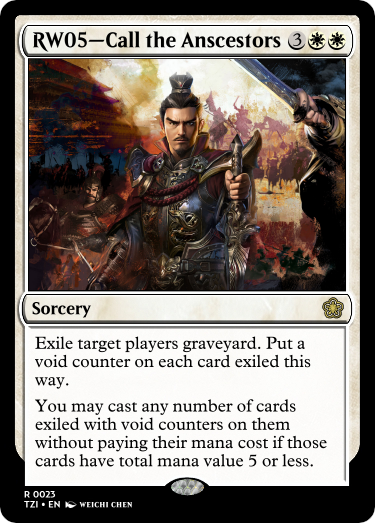 RW05–Call the Anscestors 3
Sorcery
Exile target players graveyard. Put a
void counter on each card exiled this
way.
You may cast any number of cards
exiled with void counters on them
without paying their mana cost if those
cards have total mana value 5 or less.
R 0023
TZI • EN WEICHI CHEN